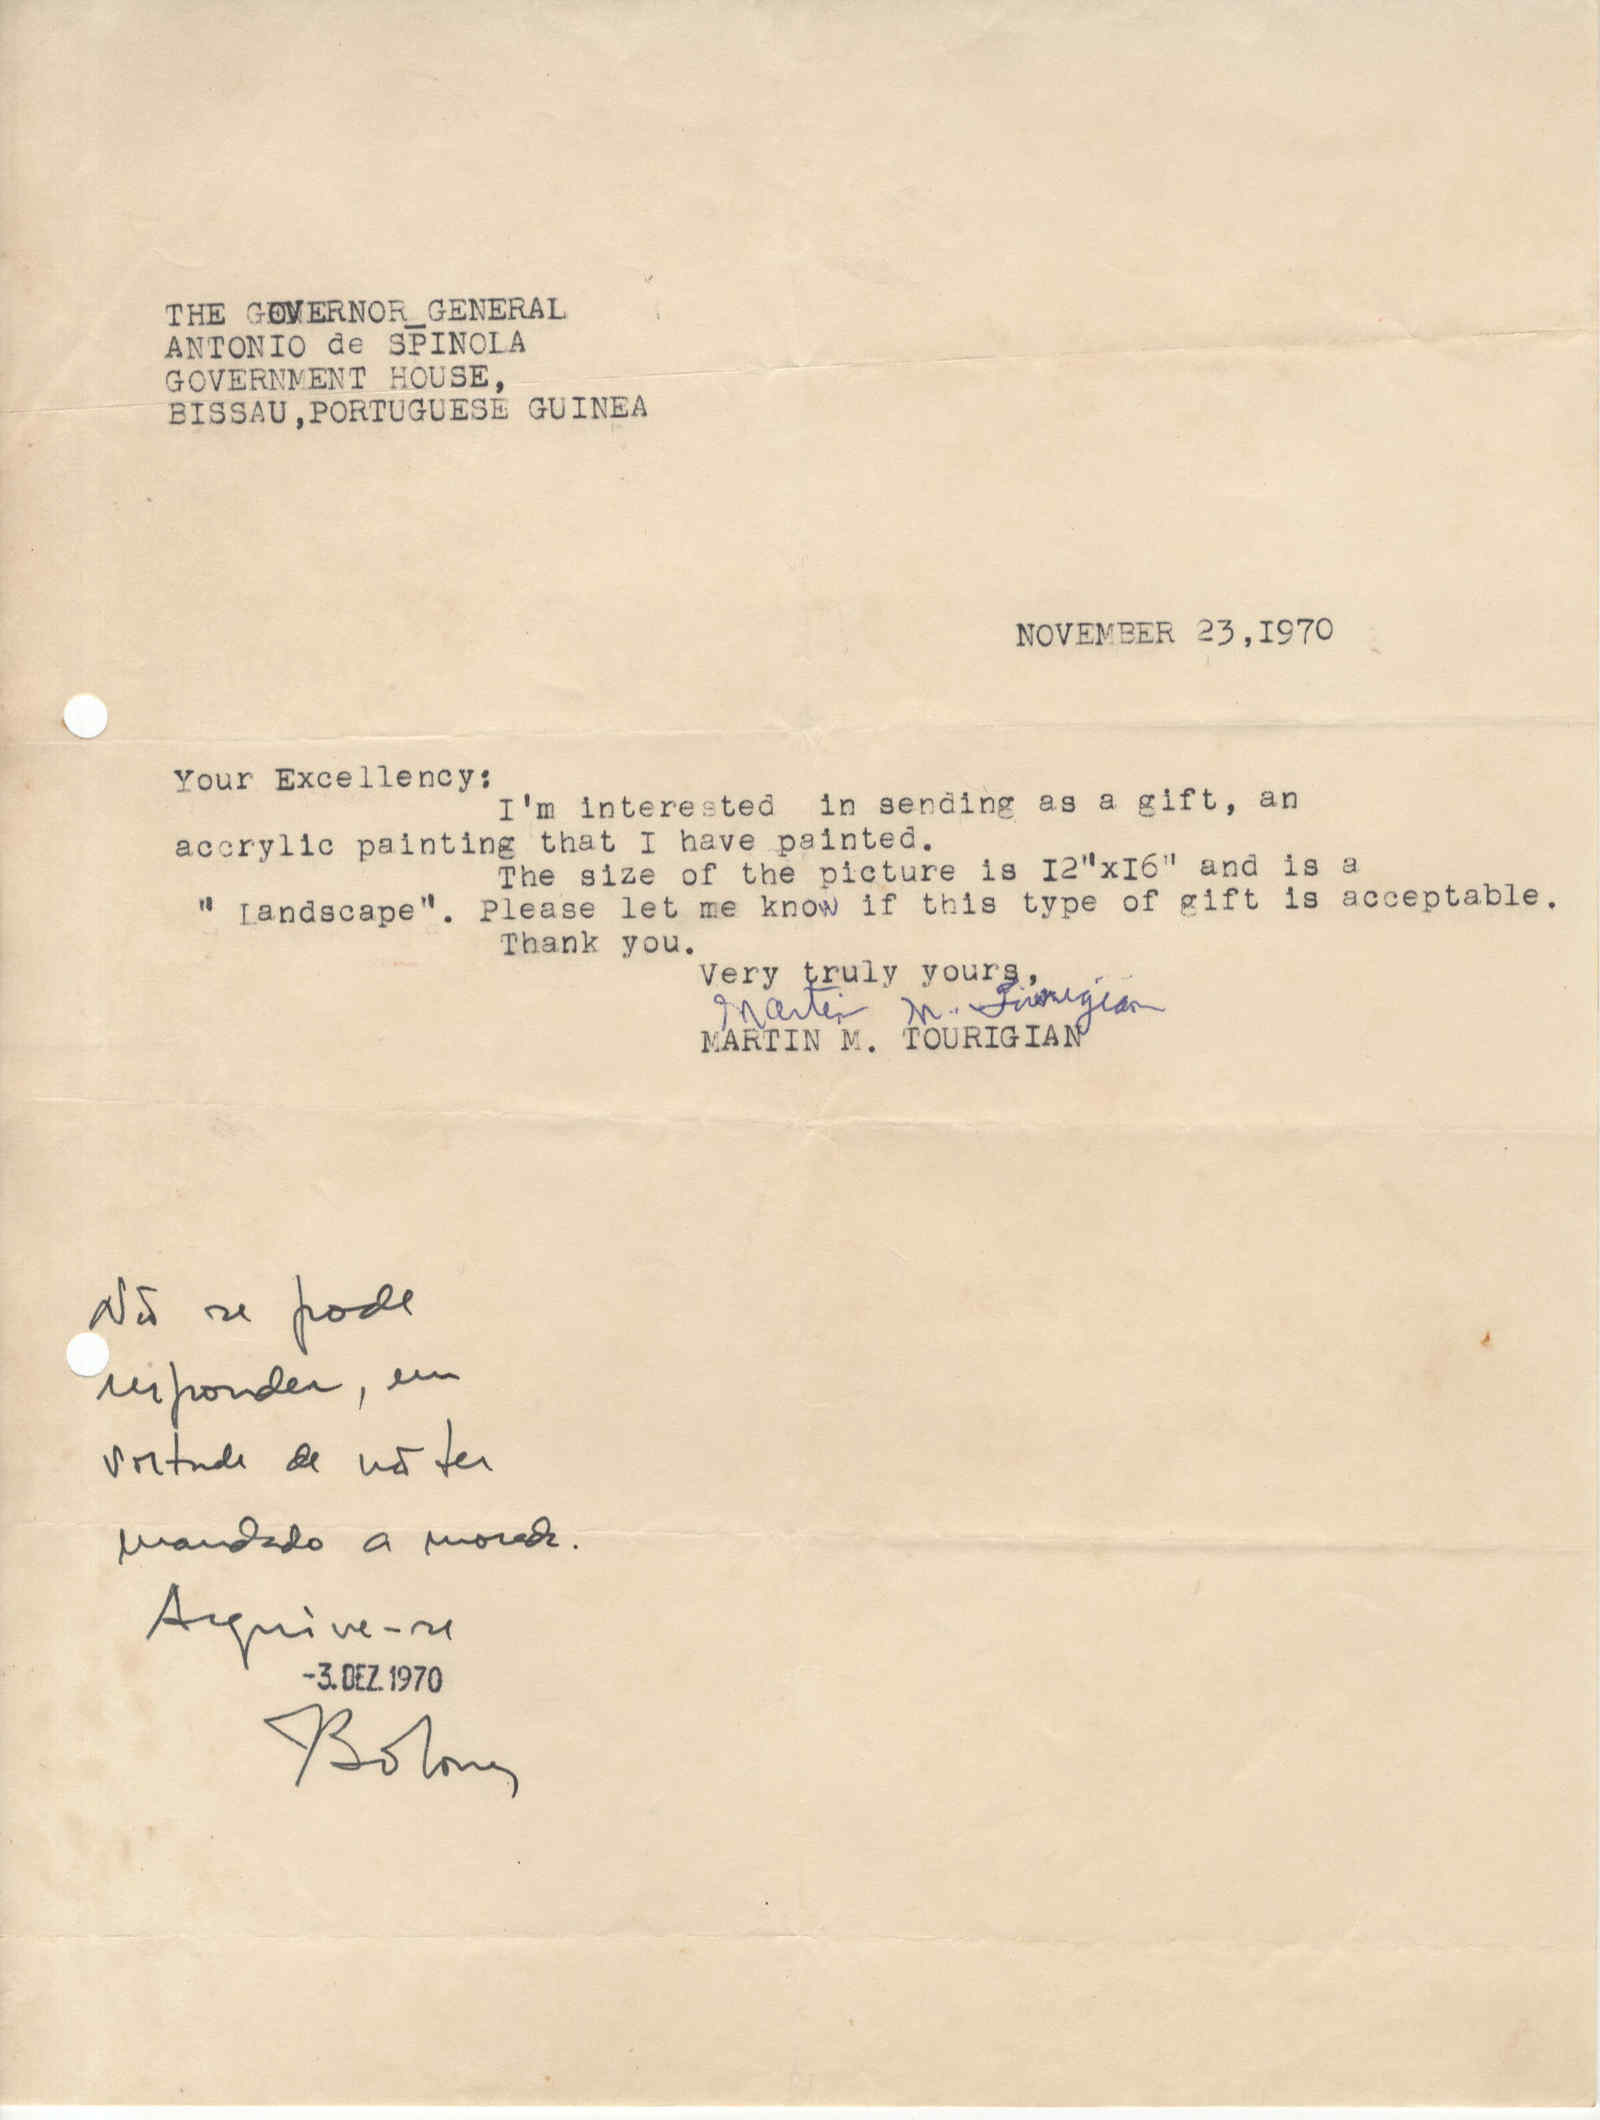 THE GOVERNOR_GENERAL
ANTONIO de SPINOLA
GOVERNMENT HOUSE,
BISSAU,PORTUGUESE GUINEA
NOVEMBER 23,I970
Your Excellency:
I'm interested in sending as a gift, an
accrylic painting that I have painted.
The size of the picture is I2"xI6" and is a
" Landscape". Please let me know if this type of gift is acceptable.
Thank you.
Very truly yours,
Martin M. Tourigian
MARTIN M. TOURIGIAN
Não se pode
responder, em
virtude de não ter
mandado a morada.
Arquive-se
-3.DEZ.1970